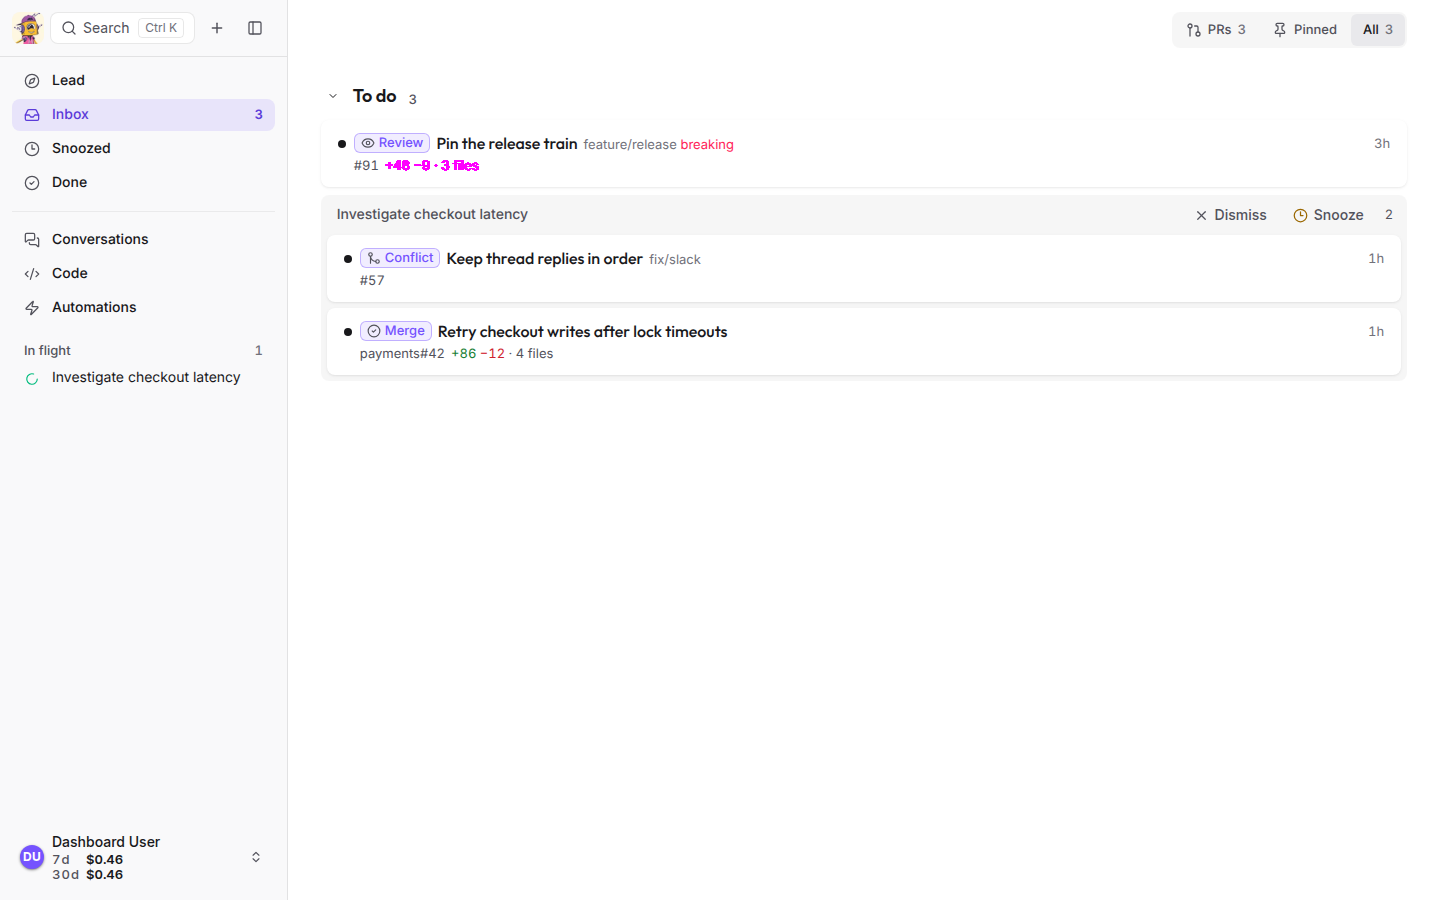 Search Ctrl K
Lead
Inbox 3
Snoozed
Done
Conversations
Code
Automations
In flight 1
Investigate checkout latency
Dashboard User
DU
7d $0.46
30d $0.46
PRs 3 Pinned All 3
To do 3
Review Pin the release train feature/release breaking 3h
#91 +48 −9 · 3 files
Investigate checkout latency Dismiss Snooze 2
Conflict Keep thread replies in order fix/slack 1h
#57
Merge Retry checkout writes after lock timeouts 1h
payments#42 +86 −12 · 4 files